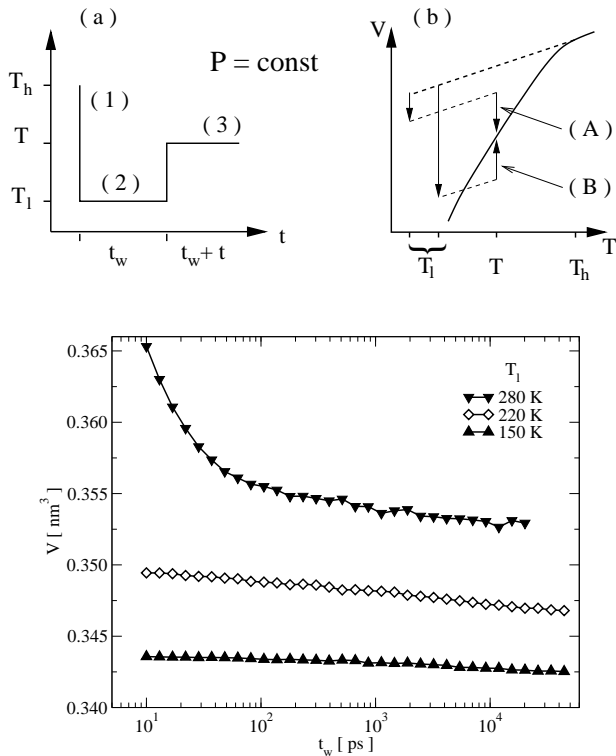 ( a )
P = const
T_h
( 1 )
T
( 3 )
T_l
( 2 )
t
t_w
t_w + t
( b )
V
( A )
( B )
T_l
T
T_h
T
0.365
0.360
0.355
0.350
0.345
0.340
V [ nm^3 ]
T_l
280 K
220 K
150 K
10^1
10^2
10^3
10^4
t_w [ ps ]